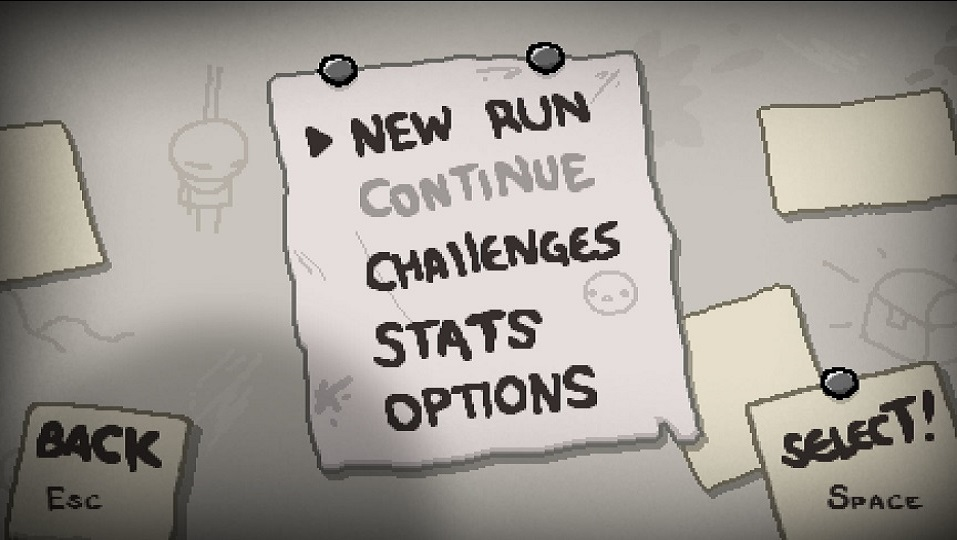 NEW RUN
CONTINUE
CHAllENGES
STATS
OPTIONS
BACK
Esc
SELECT!
SPACE